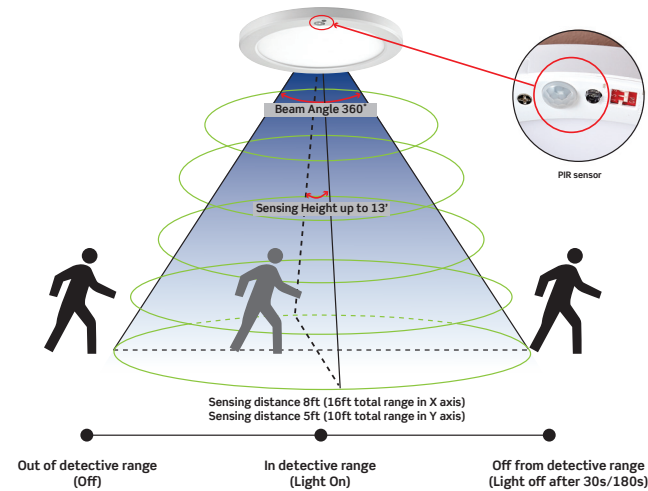 Beam Angle 360°
PIR sensor
Sensing Height up to 13'
Sensing distance 8ft (16ft total range in X axis)
Sensing distance 5ft (10ft total range in Y axis)
Out of detective range
(Off)
In detective range
(Light On)
Off from detective range
(Light off after 30s/180s)